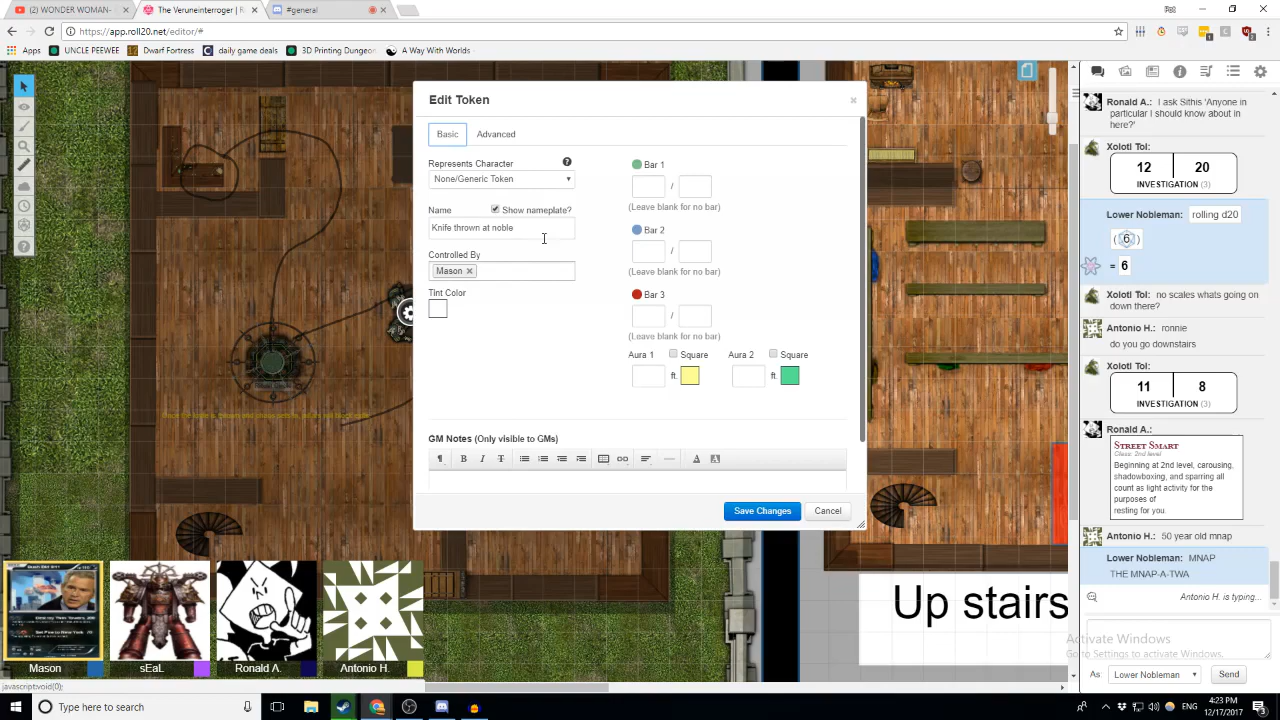 (2) WONDER WOMAN-
The Veruneinterroger | R
#general
https://app.roll20.net/editor/#
Apps
UNCLE PEEWEE
Dwarf Fortress
daily game deals
3D Printing Dungeon
A Way With Worlds
Edit Token
Basic
Advanced
Represents Character
None/Generic Token
Name
Show nameplate?
Knife thrown at noble
Controlled By
Mason
Tint Color
Bar 1
/
(Leave blank for no bar)
Bar 2
/
(Leave blank for no bar)
Bar 3
/
(Leave blank for no bar)
Aura 1
Square
Aura 2
Square
ft.
ft.
GM Notes (Only visible to GMs)
Save Changes
Cancel
Up stairs
Mason
sEaL
Ronald A.
Antonio H.
javascript:void(0);
Ronald A.: I ask Sithis 'Anyone in
particular I should know about in
here?'
Xolotl Tol:
12 20
INVESTIGATION (3)
Lower Nobleman: rolling d20
(6)
= 6
Xolotl Tol: no scales whats going on
down there?
Antonio H.: ronnie
do you go downstairs
Xolotl Tol:
11 8
INVESTIGATION (3)
Ronald A.:
STREET SMART
Class: 2nd level
Beginning at 2nd level, carousing,
shadowboxing, and sparring all
count as light activity for the
purposes of
resting for you.
Antonio H.: 50 year old mnap
Lower Nobleman: MNAP
THE MNAP-A-TWA
Antonio H. is typing...
Activate Windows
Go to Settings to activate Windows.
As
Lower Nobleman
Send
Type here to search
ENG
4:23 PM
12/17/2017